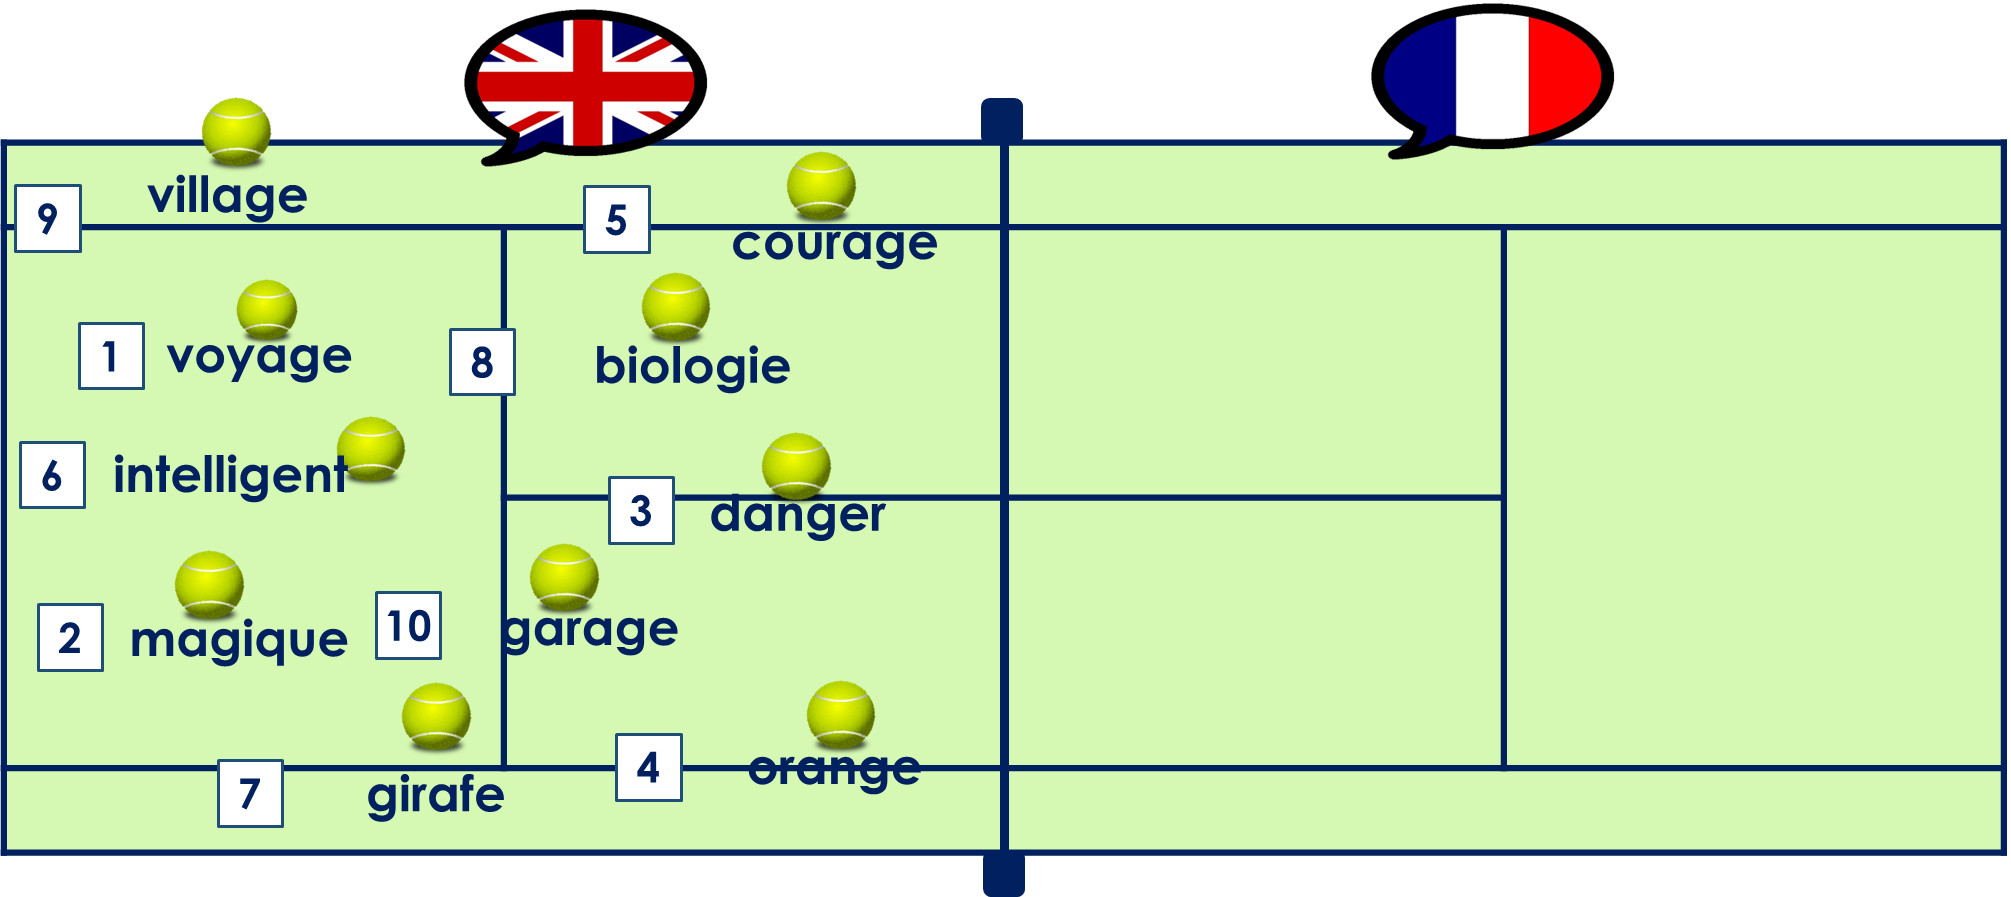 9 village
5 courage
1 voyage
8 biologie
6 intelligent
3 danger
2 magique
10 garage
7 girafe
4 orange